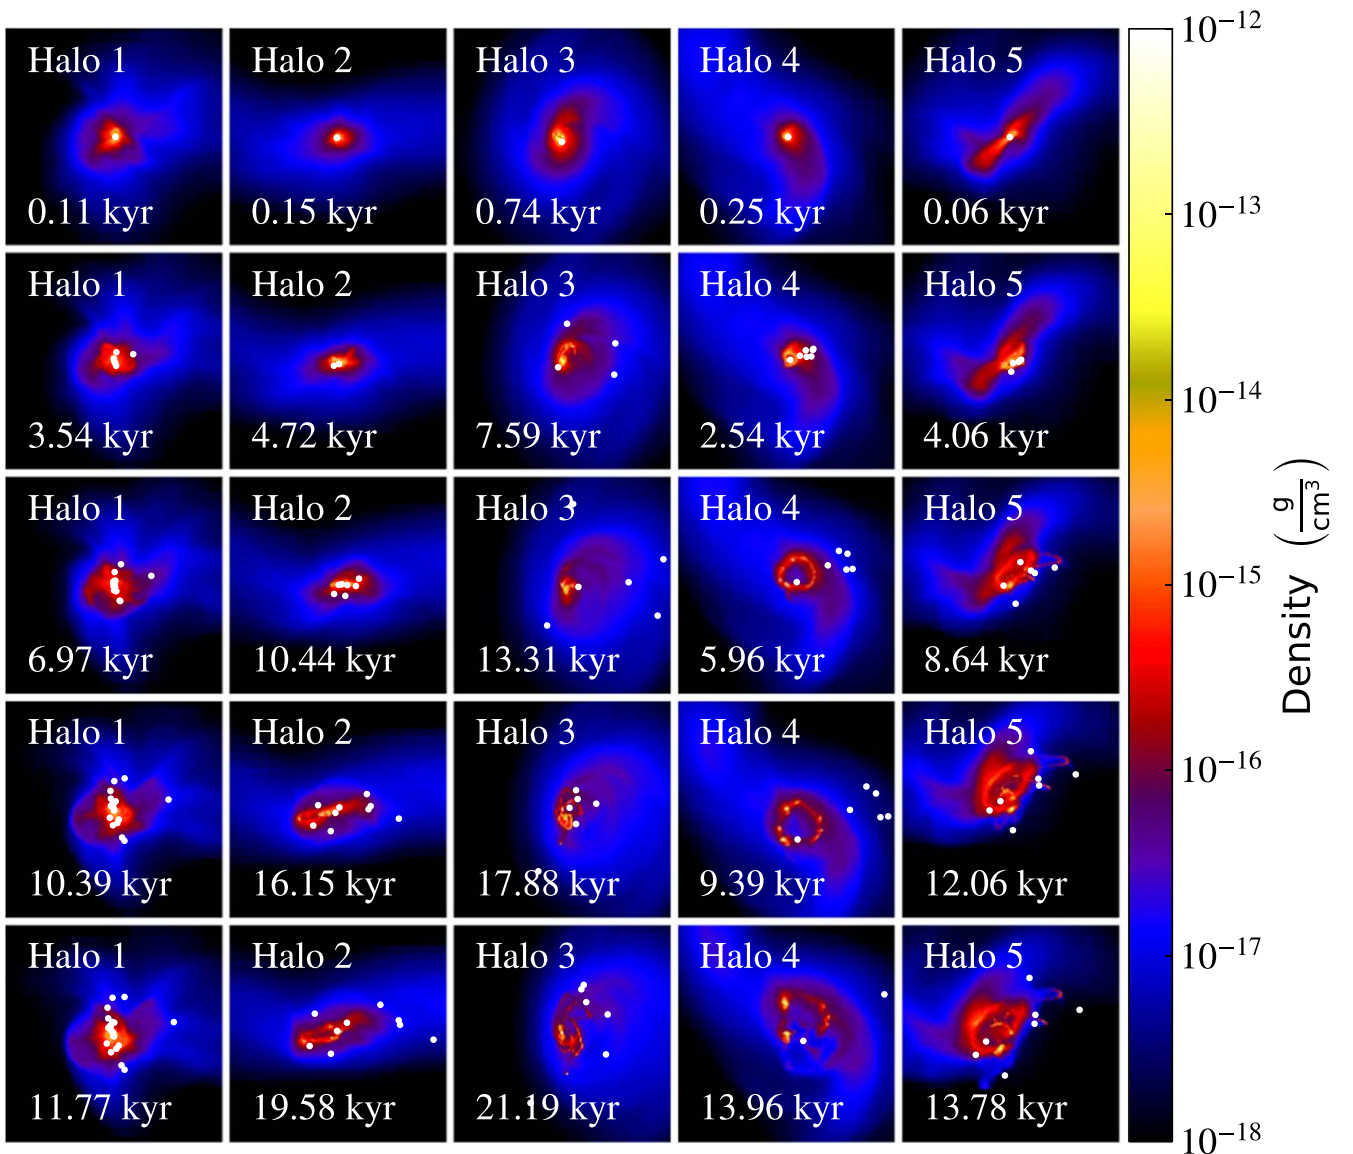 Halo 1
Halo 2
Halo 3
Halo 4
Halo 5
0.11 kyr
0.15 kyr
0.74 kyr
0.25 kyr
0.06 kyr
Halo 1
Halo 2
Halo 3
Halo 4
Halo 5
3.54 kyr
4.72 kyr
7.59 kyr
2.54 kyr
4.06 kyr
Halo 1
Halo 2
Halo 3
Halo 4
Halo 5
6.97 kyr
10.44 kyr
13.31 kyr
5.96 kyr
8.64 kyr
Halo 1
Halo 2
Halo 3
Halo 4
Halo 5
10.39 kyr
16.15 kyr
17.88 kyr
9.39 kyr
12.06 kyr
Halo 1
Halo 2
Halo 3
Halo 4
Halo 5
11.77 kyr
19.58 kyr
21.19 kyr
13.96 kyr
13.78 kyr
10⁻¹²
10⁻¹³
10⁻¹⁴
10⁻¹⁵
10⁻¹⁶
10⁻¹⁷
10⁻¹⁸
Density (g/cm³)